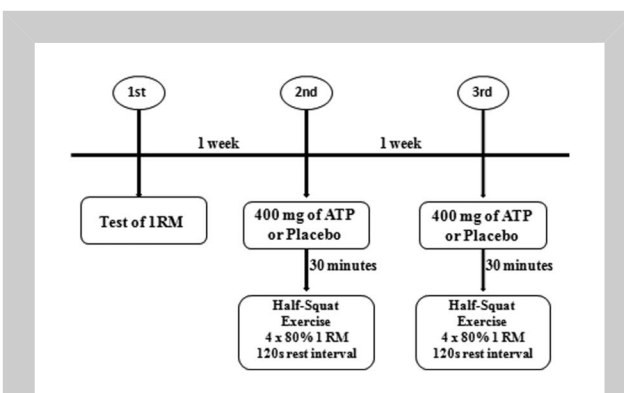 1st
2nd
3rd
1 week
1 week
Test of 1RM
400 mg of ATP
or Placebo
30 minutes
Half-Squat
Exercise
4 x 80% 1 RM
120s rest interval
400 mg of ATP
or Placebo
30 minutes
Half-Squat
Exercise
4 x 80% 1 RM
120s rest interval